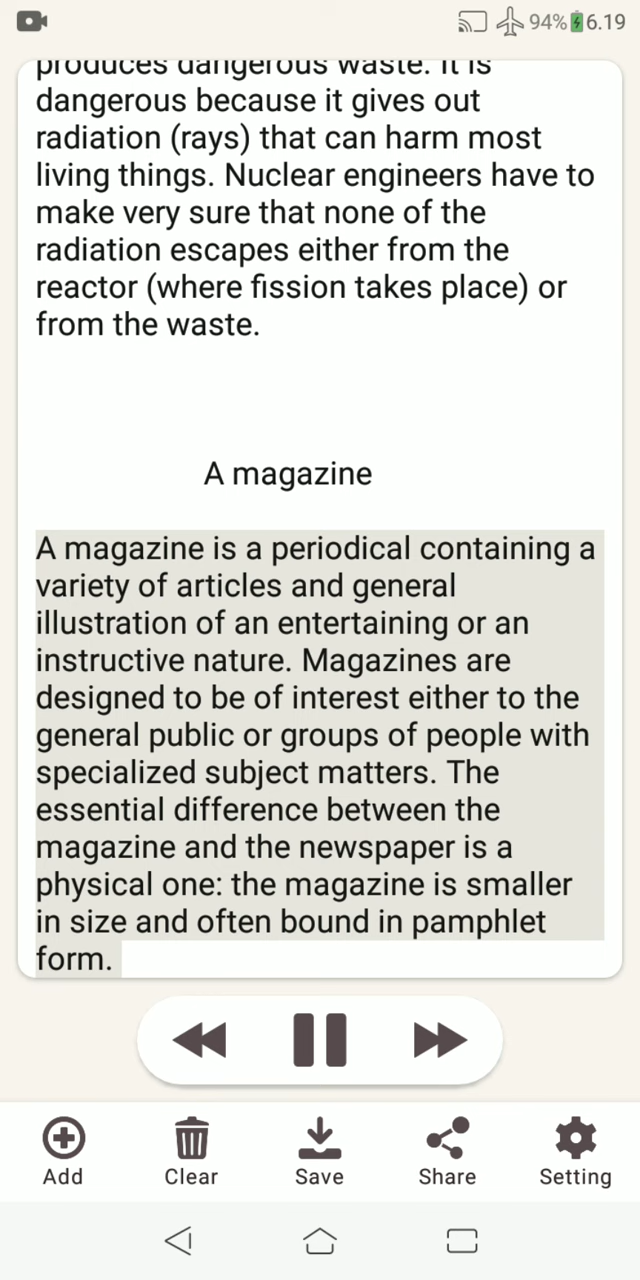 94% 6.19
produces dangerous waste. It is
dangerous because it gives out
radiation (rays) that can harm most
living things. Nuclear engineers have to
make very sure that none of the
radiation escapes either from the
reactor (where fission takes place) or
from the waste.
A magazine
A magazine is a periodical containing a
variety of articles and general
illustration of an entertaining or an
instructive nature. Magazines are
designed to be of interest either to the
general public or groups of people with
specialized subject matters. The
essential difference between the
magazine and the newspaper is a
physical one: the magazine is smaller
in size and often bound in pamphlet
form.
Add Clear Save Share Setting